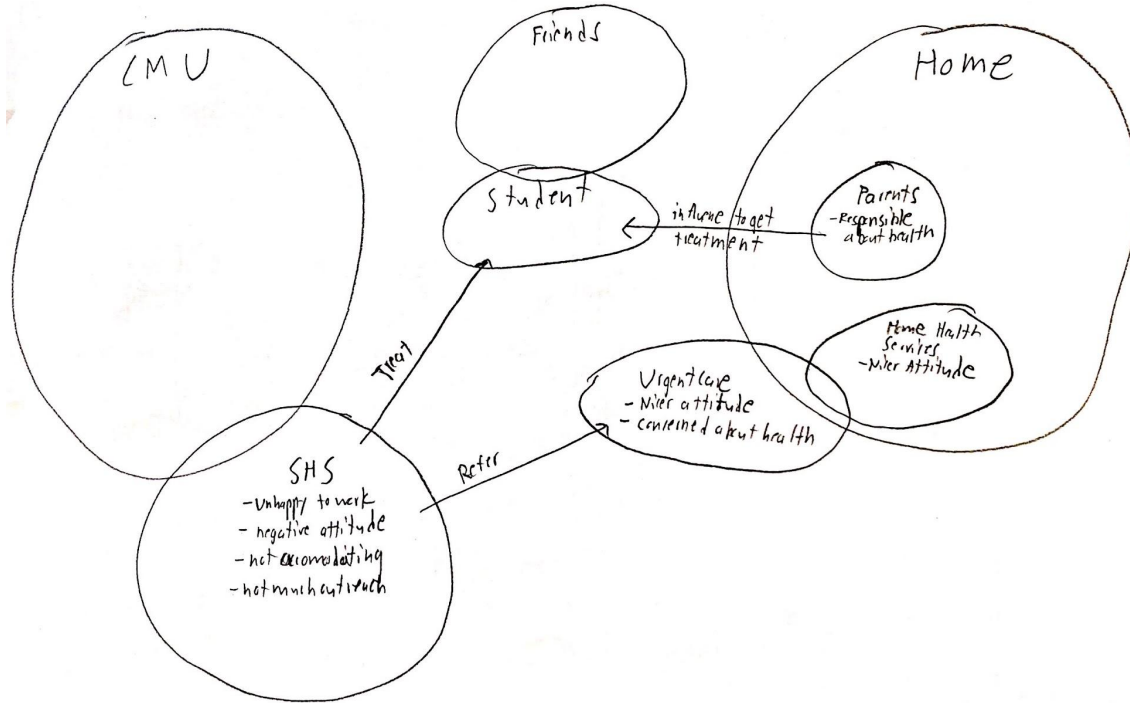 CMU
Friends
Home
Student
Parents
- Responsible
about health
influene to get
treatment
Home Health
Services
- Nicer Attitude
Treat
Urgent care
- Nicer attitude
- concerned about health
Refer
SHS
- unhappy to work
- negative attitude
- not accomodating
- not much outreach